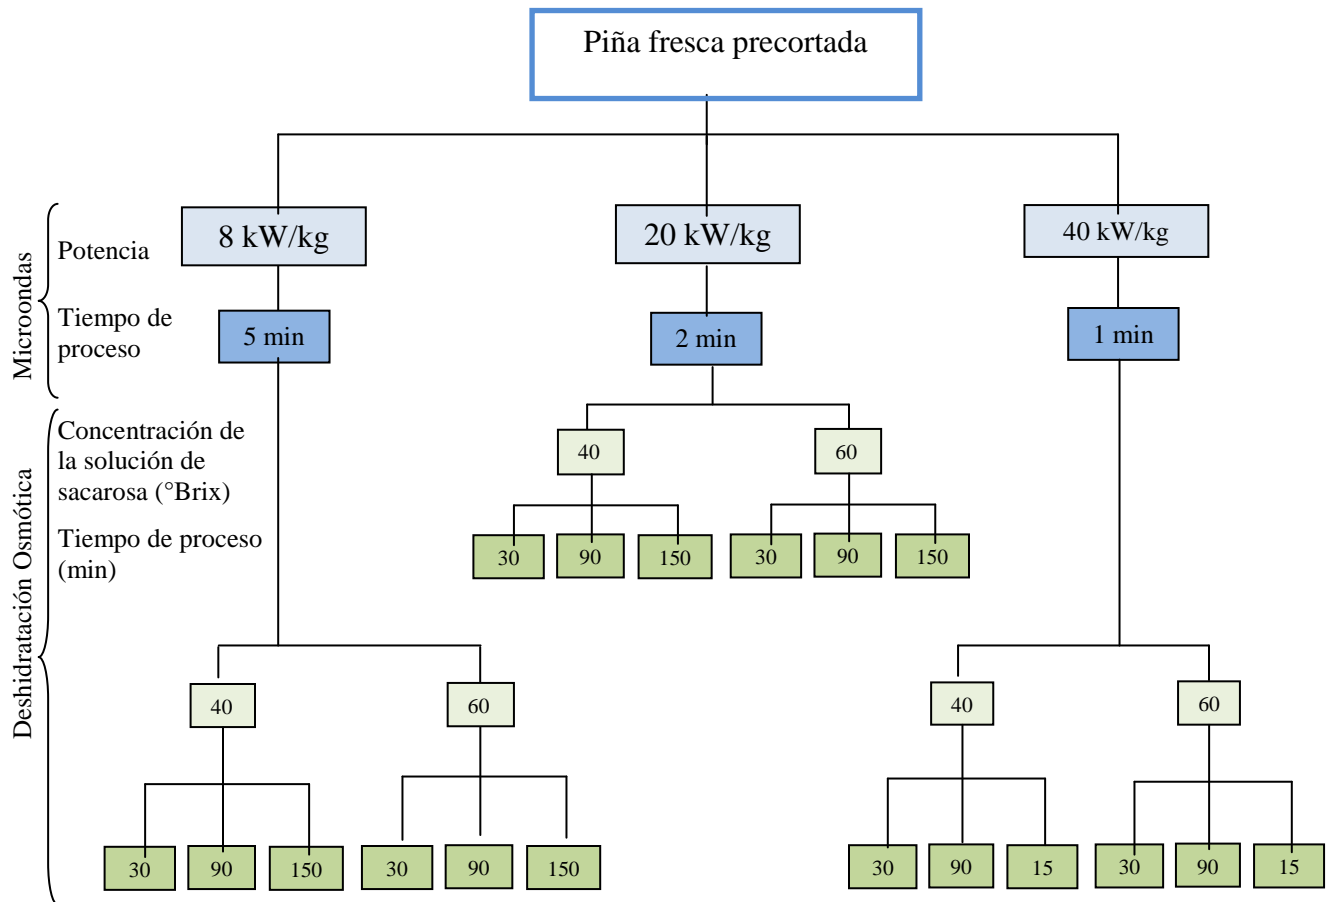 Piña fresca precortada
Microondas
Potencia
8 kW/kg
20 kW/kg
40 kW/kg
Tiempo de
proceso
5 min
2 min
1 min
Deshidratación Osmótica
Concentración de
la solución de
sacarosa (°Brix)
40
60
Tiempo de proceso
(min)
30
90
150
30
90
150
40
60
40
60
30
90
150
30
90
150
30
90
15
30
90
15